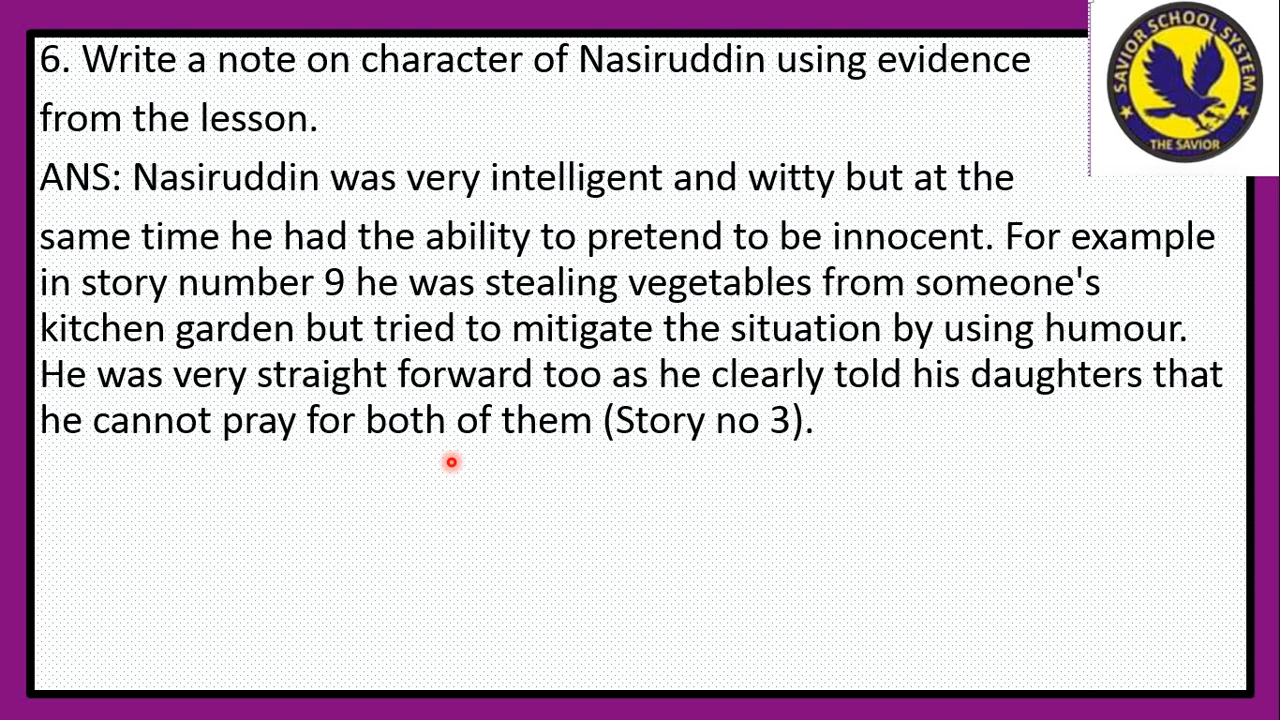 6. Write a note on character of Nasiruddin using evidence
from the lesson.
ANS: Nasiruddin was very intelligent and witty but at the
same time he had the ability to pretend to be innocent. For example
in story number 9 he was stealing vegetables from someone's
kitchen garden but tried to mitigate the situation by using humour.
He was very straight forward too as he clearly told his daughters that
he cannot pray for both of them (Story no 3).
SAVIOR SCHOOL SYSTEM
THE SAVIOR